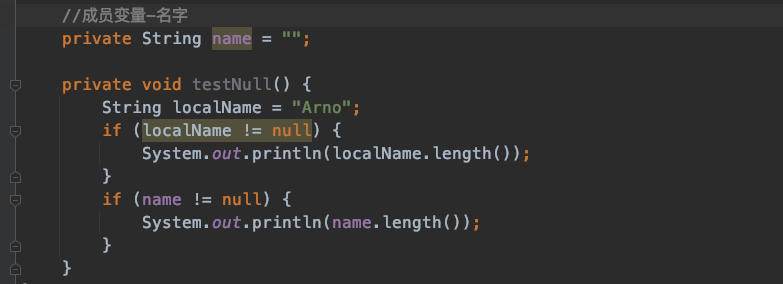 //成员变量-名字
private String name = "";
private void testNull() {
String localName = "Arno";
if (localName != null) {
System.out.println(localName.length());
}
if (name != null) {
System.out.println(name.length());
}
}